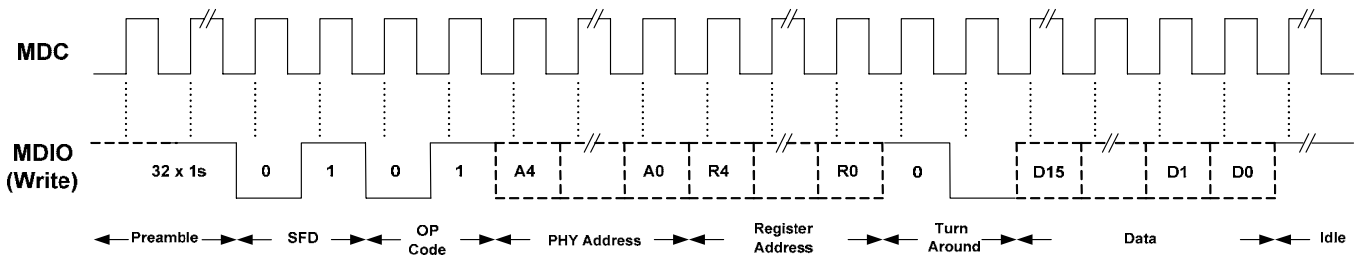 MDC
MDIO
(Write)
32 x 1s 0 1 0 1 A4 A0 R4 R0 0 D15 D1 D0
Preamble SFD OP Code PHY Address Register Address Turn Around Data Idle